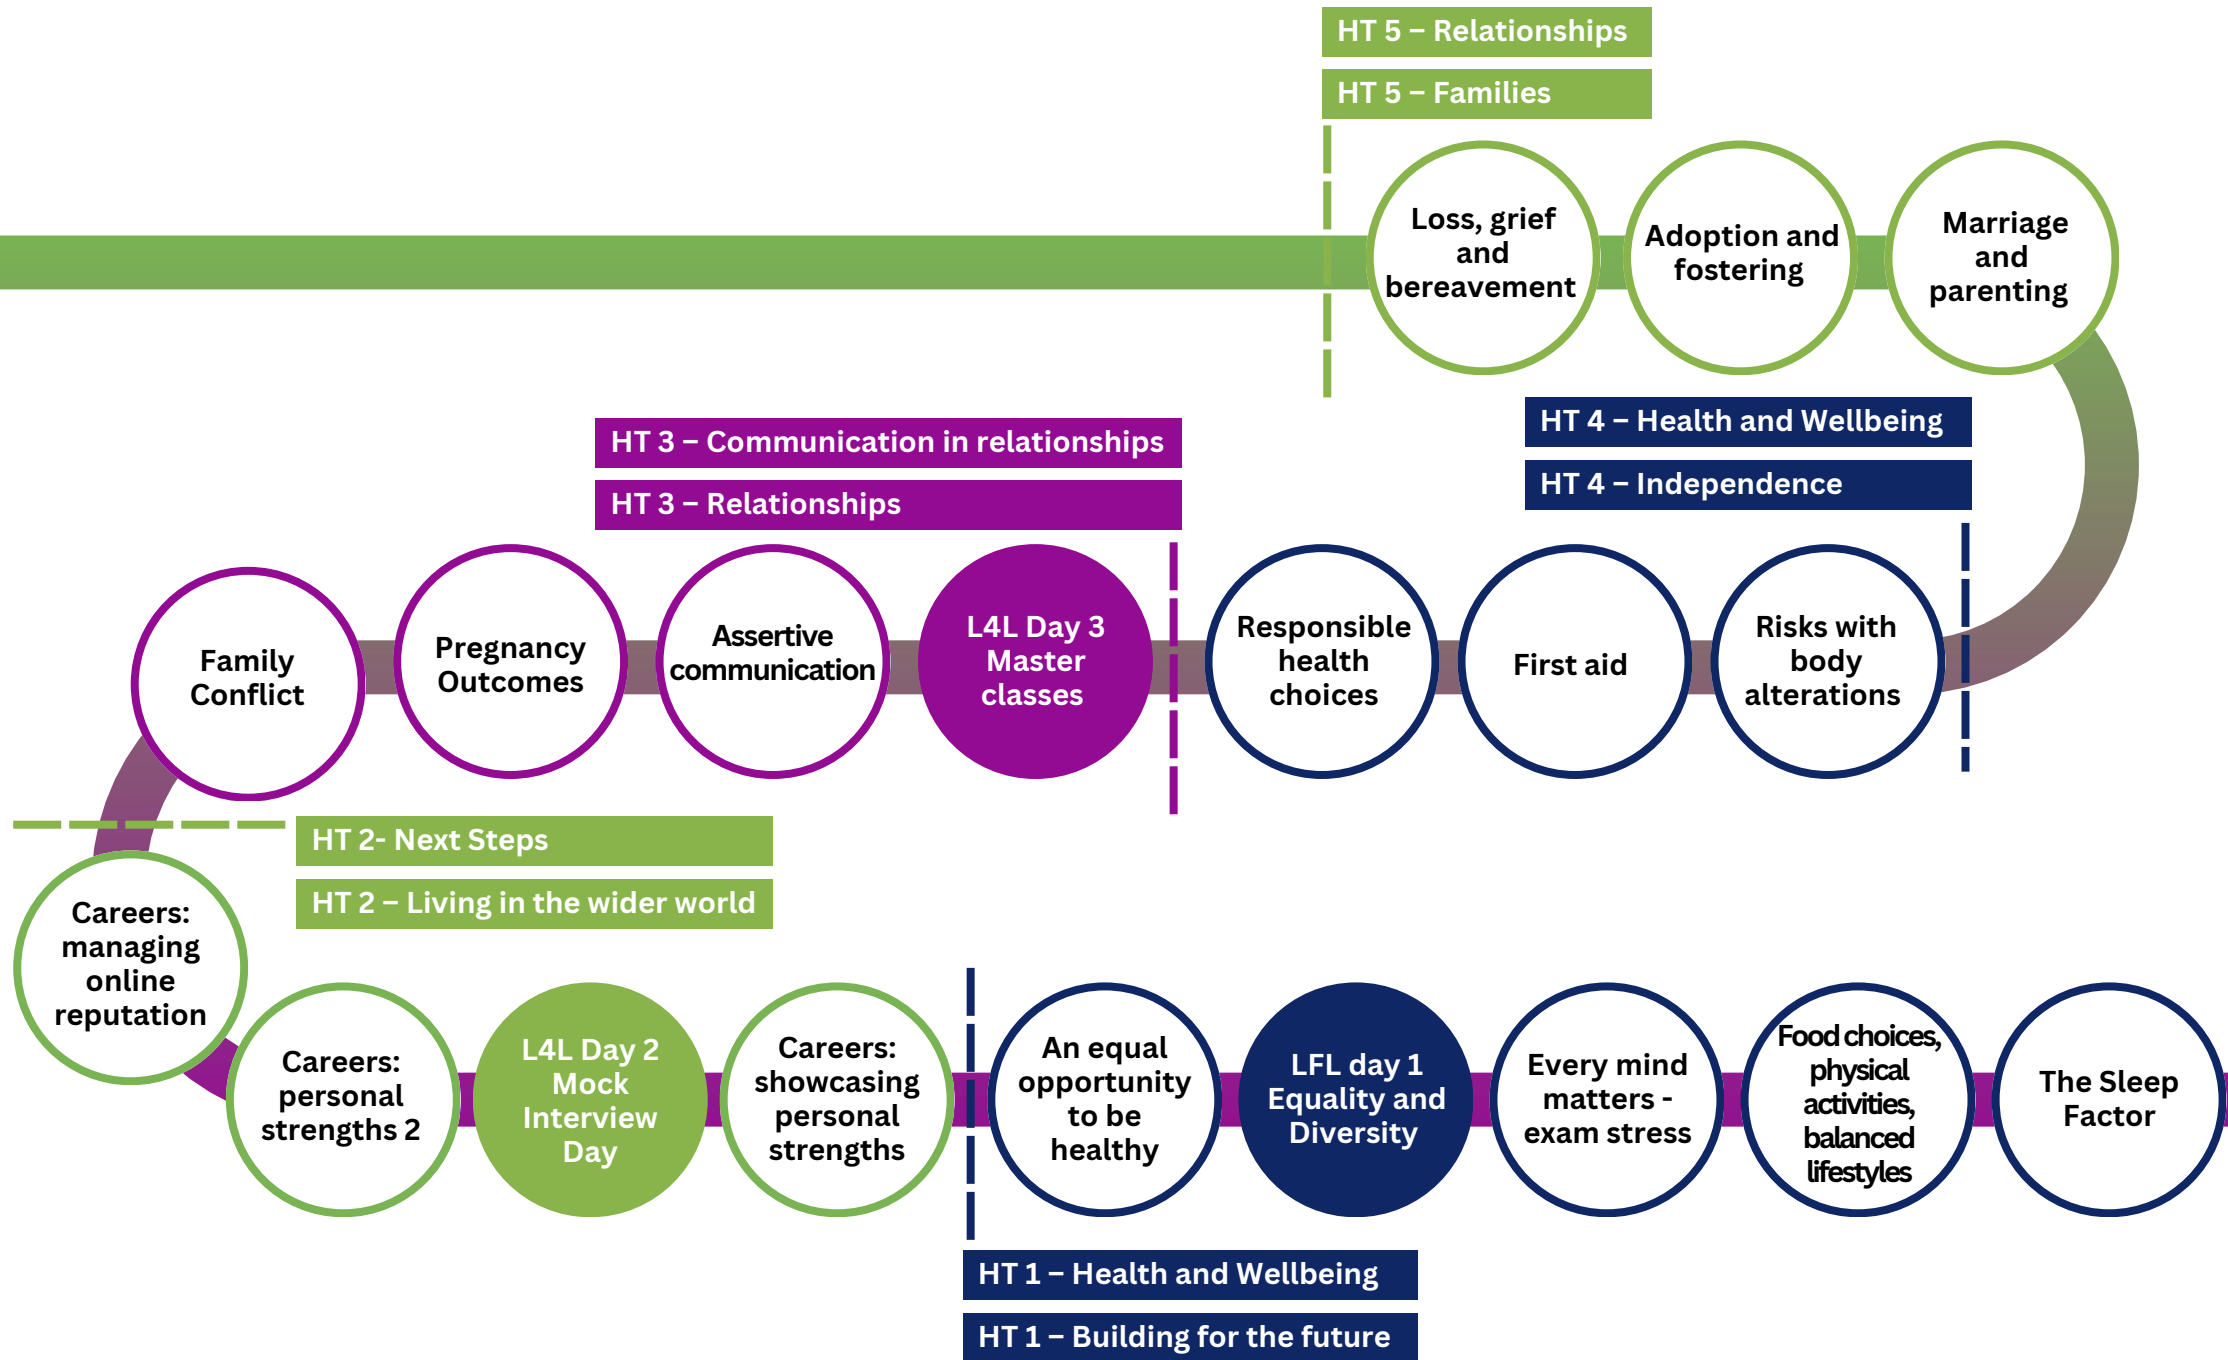 HT 5 – Relationships
HT 5 – Families
Loss, grief
and
bereavement
Adoption and
fostering
Marriage
and
parenting
HT 3 – Communication in relationships
HT 3 – Relationships
HT 4 – Health and Wellbeing
HT 4 – Independence
Family
Conflict
Pregnancy
Outcomes
Assertive
communication
L4L Day 3
Master
classes
Responsible
health
choices
First aid
Risks with
body
alterations
HT 2- Next Steps
HT 2 – Living in the wider world
Careers:
managing
online
reputation
Careers:
personal
strengths 2
L4L Day 2
Mock
Interview
Day
Careers:
showcasing
personal
strengths
An equal
opportunity
to be
healthy
LFL day 1
Equality and
Diversity
Every mind
matters -
exam stress
Food choices,
physical
activities,
balanced
lifestyles
The Sleep
Factor
HT 1 – Health and Wellbeing
HT 1 – Building for the future